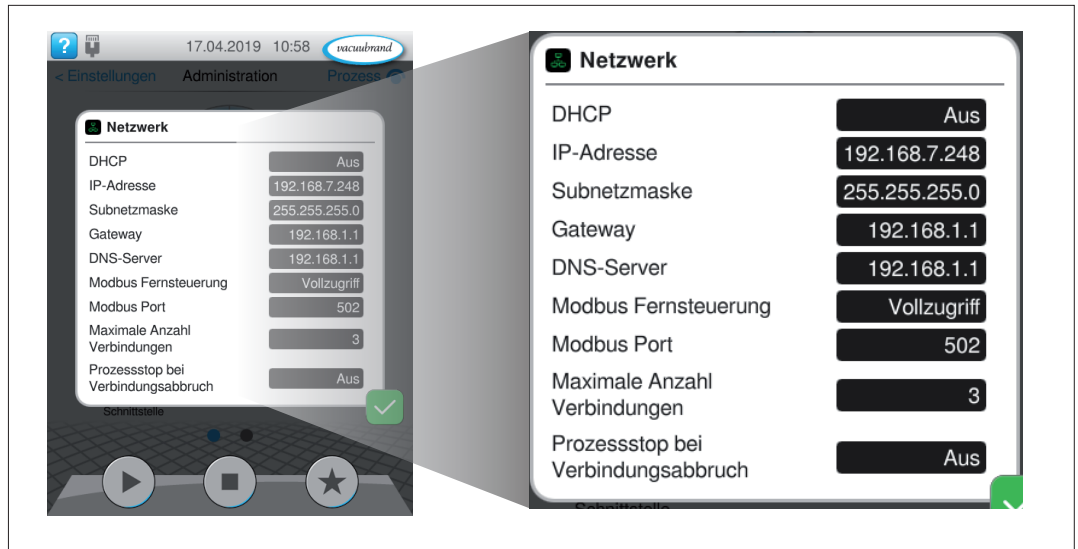 ?
17.04.2019 10:58
vacuubrand
< Einstellungen Administration Prozess
Netzwerk
DHCP Aus
IP-Adresse 192.168.7.248
Subnetzmaske 255.255.255.0
Gateway 192.168.1.1
DNS-Server 192.168.1.1
Modbus Fernsteuerung Vollzugriff
Modbus Port 502
Maximale Anzahl
Verbindungen 3
Prozessstop bei
Verbindungsabbruch Aus
Schnittstelle
Netzwerk
DHCP Aus
IP-Adresse 192.168.7.248
Subnetzmaske 255.255.255.0
Gateway 192.168.1.1
DNS-Server 192.168.1.1
Modbus Fernsteuerung Vollzugriff
Modbus Port 502
Maximale Anzahl
Verbindungen 3
Prozessstop bei
Verbindungsabbruch Aus
Schnittstelle